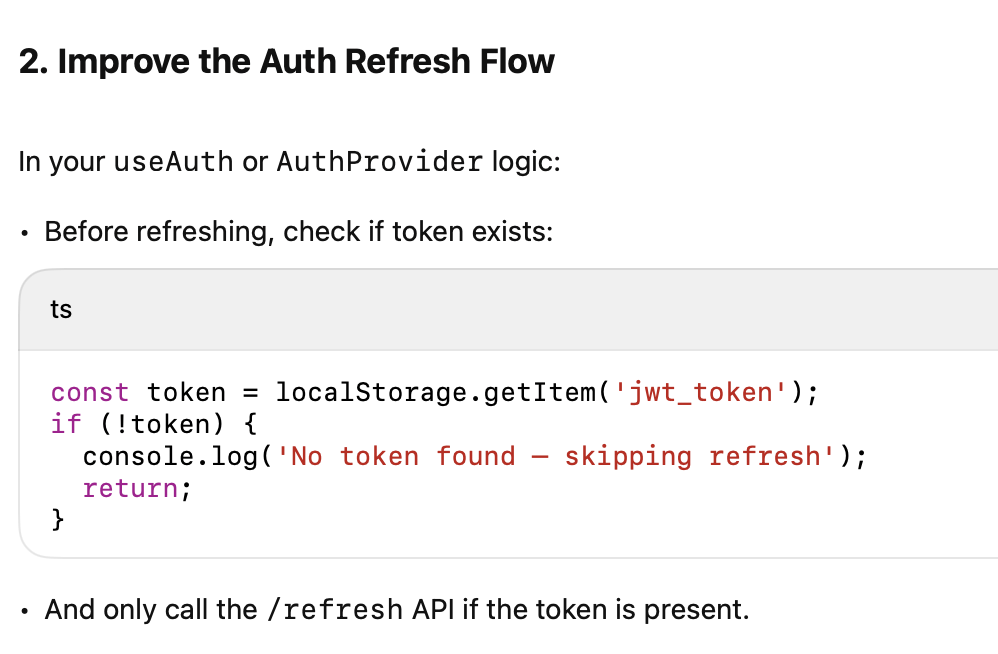 2. Improve the Auth Refresh Flow
In your useAuth or AuthProvider logic:
• Before refreshing, check if token exists:
ts
const token = localStorage.getItem('jwt_token');
if (!token) {
  console.log('No token found — skipping refresh');
  return;
}
• And only call the /refresh API if the token is present.